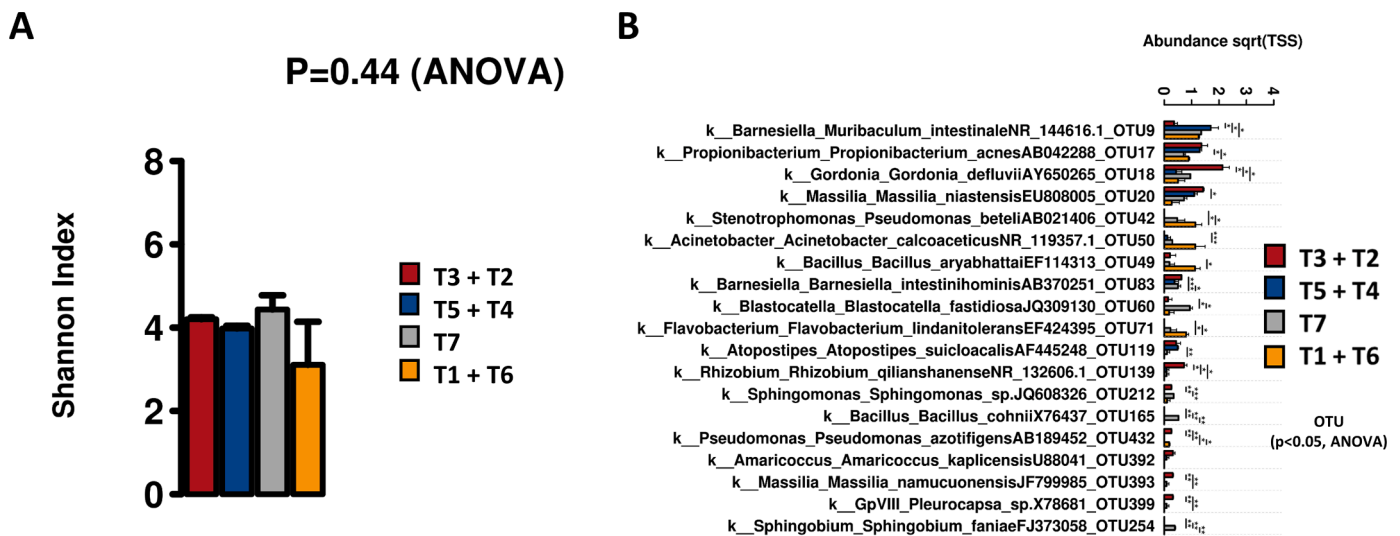 A
P=0.44 (ANOVA)
Shannon Index
8
6
4
2
0
T3 + T2
T5 + T4
T7
T1 + T6
B
Abundance sqrt(TSS)
0 1 2 3 4
k__Barnesiella_Muribaculum_intestinaleNR_144616.1_OTU9
k__Propionibacterium_Propionibacterium_acnesAB042288_OTU17
k__Gordonia_Gordonia_defluviiAY650265_OTU18
k__Massilia_Massilia_niastensisEU808005_OTU20
k__Stenotrophomonas_Pseudomonas_beteliAB021406_OTU42
k__Acinetobacter_Acinetobacter_calcoaceticusNR_119357.1_OTU50
k__Bacillus_Bacillus_aryabhattaiEF114313_OTU49
k__Barnesiella_Barnesiella_intestinihominisAB370251_OTU83
k__Blastocatella_Blastocatella_fastidiosaJQ309130_OTU60
k__Flavobacterium_Flavobacterium_lindanitoleransEF424395_OTU71
k__Atopostipes_Atopostipes_suicloacalisAF445248_OTU119
k__Rhizobium_Rhizobium_qilianshanenseNR_132606.1_OTU139
k__Sphingomonas_Sphingomonas_sp.JQ608326_OTU212
k__Bacillus_Bacillus_cohniiX76437_OTU165
k__Pseudomonas_Pseudomonas_azotifigensAB189452_OTU432
k__Amaricoccus_Amaricoccus_kaplicensisU88041_OTU392
k__Massilia_Massilia_namucuonensisJF799985_OTU393
k__GpVIII_Pleurocapsa_sp.X78681_OTU399
k__Sphingobium_Sphingobium_faniaeFJ373058_OTU254
T3 + T2
T5 + T4
T7
T1 + T6
OTU
(p<0.05, ANOVA)